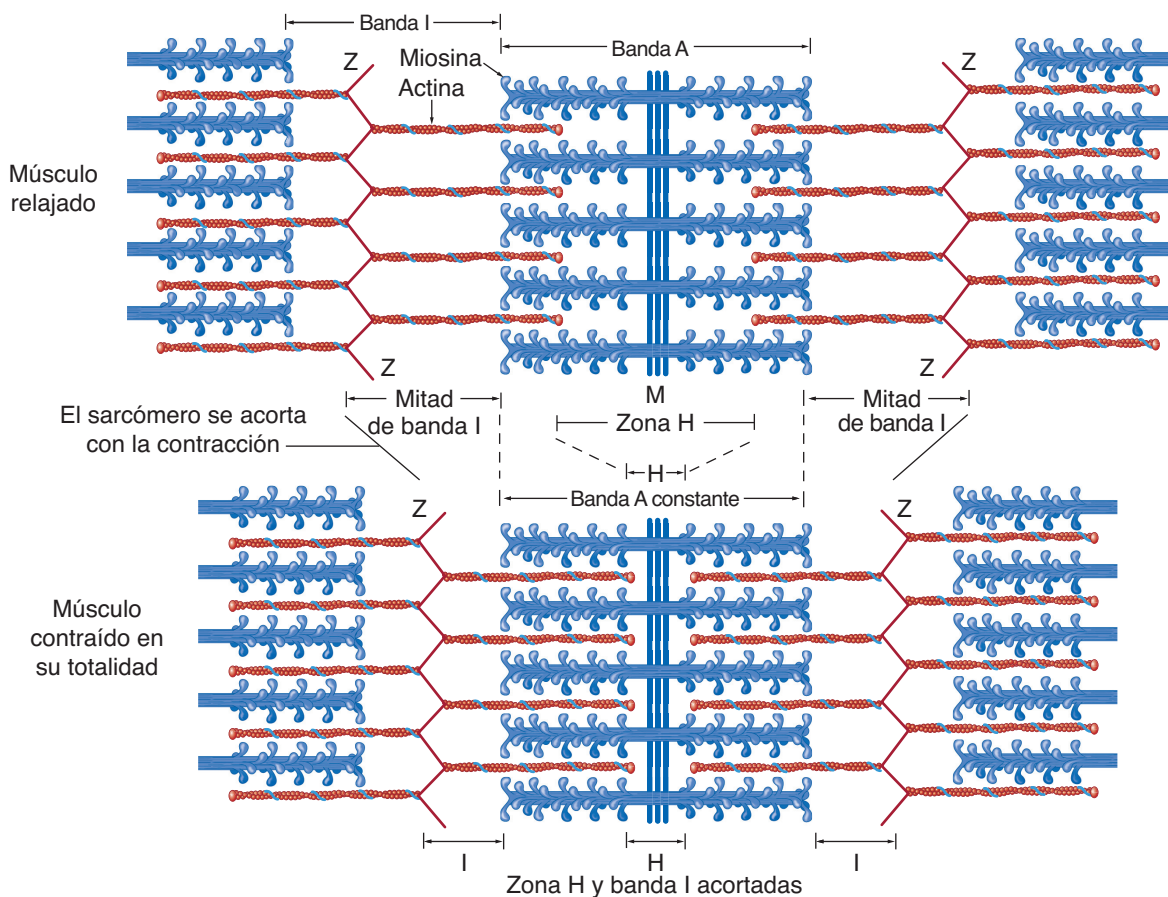 Banda I
Banda A
Z
Miosina
Actina
Z
Músculo
relajado
Z
Z
M
Mitad
de banda I
Zona H
Mitad
de banda I
El sarcómero se acorta
con la contracción
H
Banda A constante
Z
Z
Músculo
contraído en
su totalidad
I
H
I
Zona H y banda I acortadas